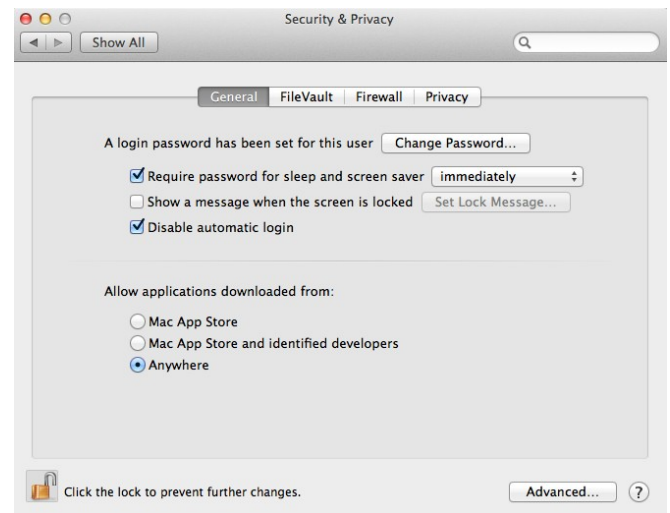 Security & Privacy
Show All
General FileVault Firewall Privacy
A login password has been set for this user Change Password...
Require password for sleep and screen saver immediately
Show a message when the screen is locked Set Lock Message...
Disable automatic login
Allow applications downloaded from:
Mac App Store
Mac App Store and identified developers
Anywhere
Click the lock to prevent further changes. Advanced... ?